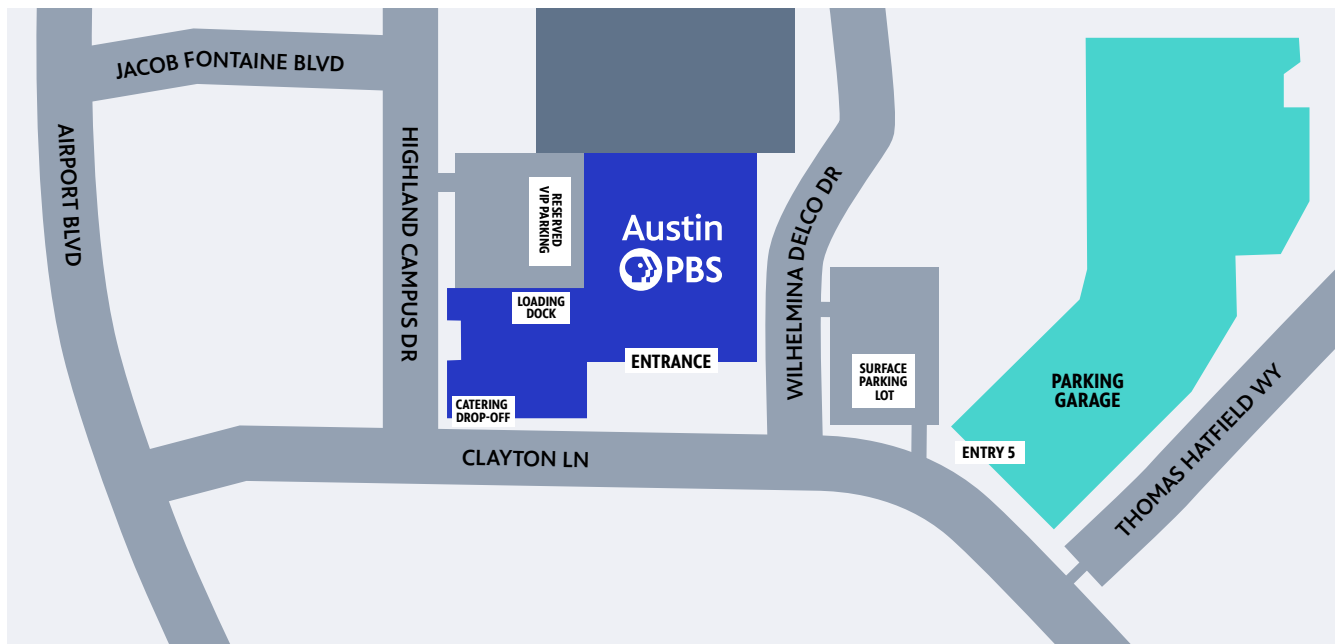 JACOB FONTAINE BLVD
AIRPORT BLVD
HIGHLAND CAMPUS DR
RESERVED
VIP PARKING
Austin
PBS
LOADING
DOCK
ENTRANCE
CATERING
DROP-OFF
WILHELMINA DELCO DR
SURFACE
PARKING
LOT
PARKING
GARAGE
ENTRY 5
THOMAS HATFIELD WY
CLAYTON LN